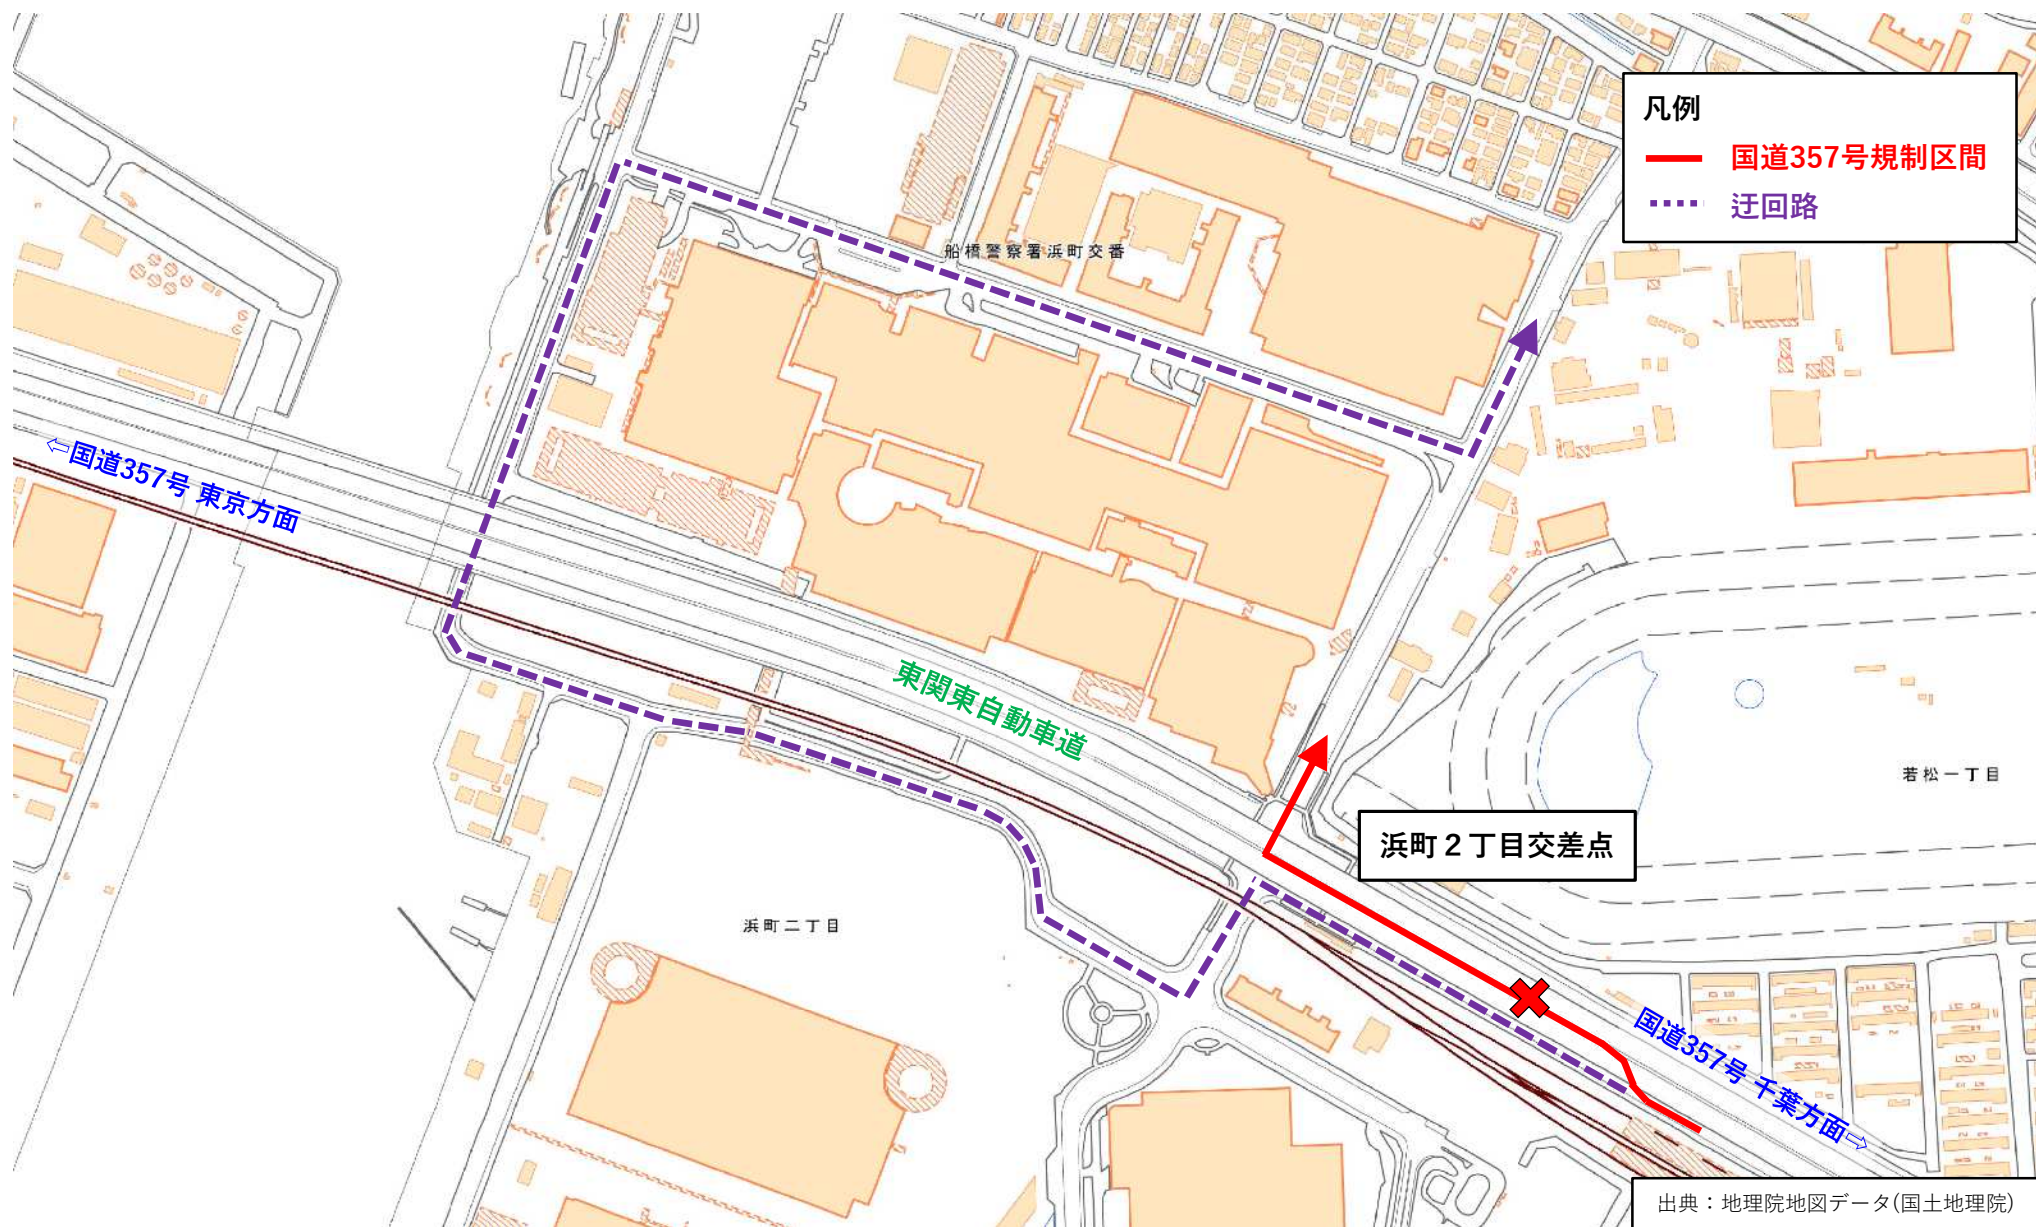 凡例
国道357号規制区間
迂回路
船橋警察署浜町交番
⇦国道357号 東京方面
東関東自動車道
若松一丁目
浜町２丁目交差点
浜町二丁目
国道357号 千葉方面⇨
出典：地理院地図データ(国土地理院)